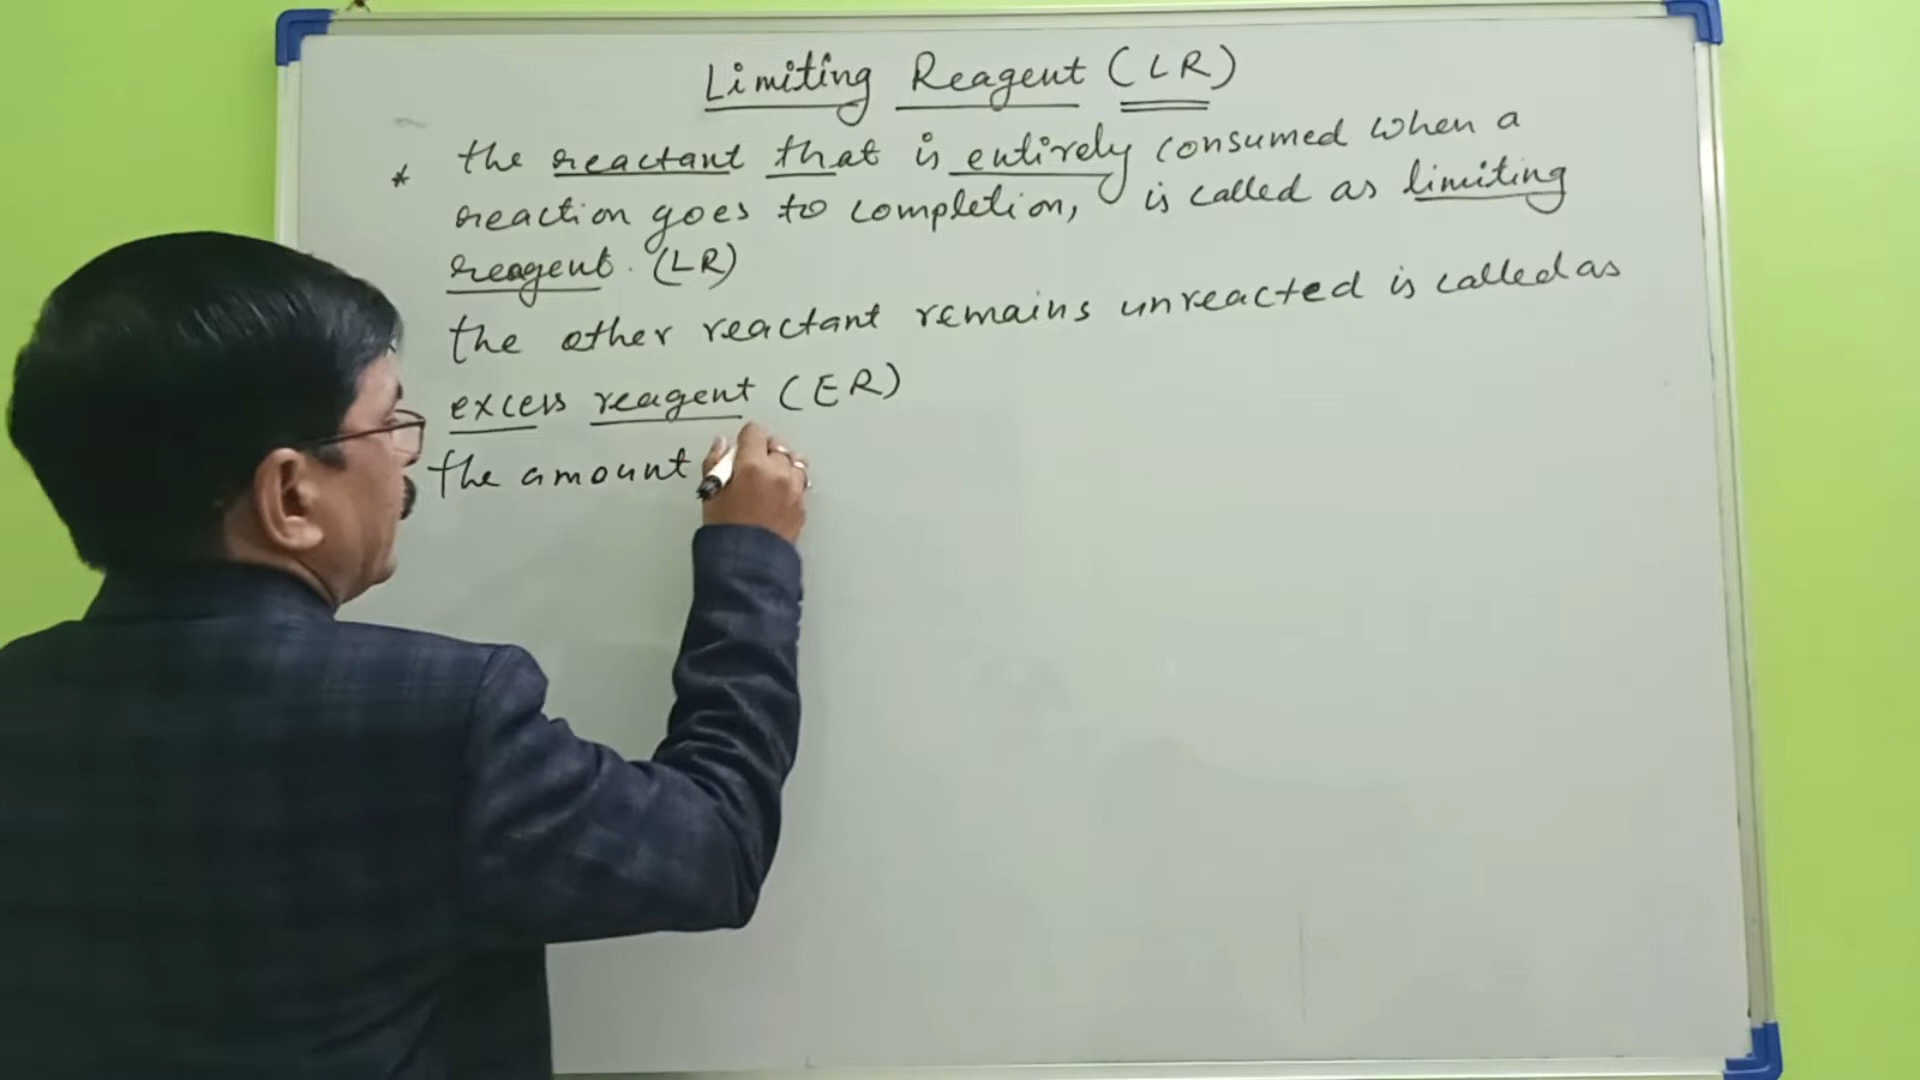 Limiting Reagent (LR)
* the reactant that is entirely consumed when a
reaction goes to completion, is called as limiting
reagent. (LR)
the other reactant remains unreacted is called as
excess reagent (ER)
the amount